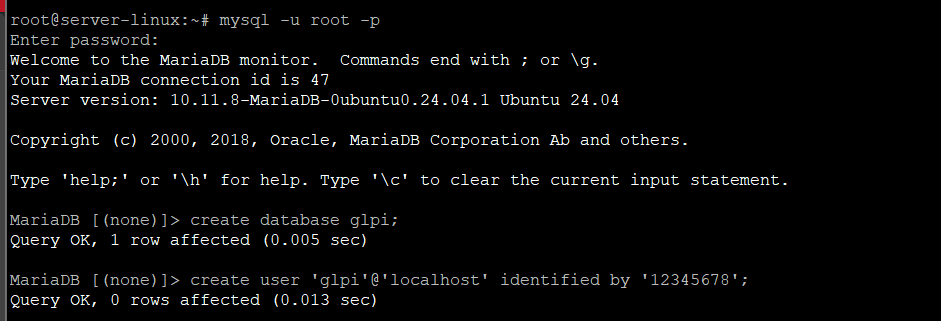 root@server-linux:~# mysql -u root -p
Enter password:
Welcome to the MariaDB monitor.  Commands end with ; or \g.
Your MariaDB connection id is 47
Server version: 10.11.8-MariaDB-0ubuntu0.24.04.1 Ubuntu 24.04
Copyright (c) 2000, 2018, Oracle, MariaDB Corporation Ab and others.
Type 'help;' or '\h' for help. Type '\c' to clear the current input statement.
MariaDB [(none)]> create database glpi;
Query OK, 1 row affected (0.005 sec)
MariaDB [(none)]> create user 'glpi'@'localhost' identified by '12345678';
Query OK, 0 rows affected (0.013 sec)